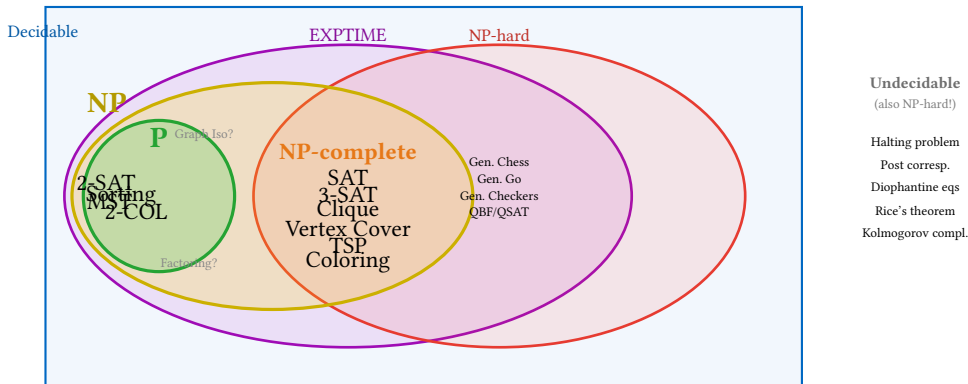 Decidable
EXPTIME
NP-hard
NP
P
Graph Iso?
2-SAT
Sorting
MST
2-COL
Factoring?
NP-complete
SAT
3-SAT
Clique
Vertex Cover
TSP
Coloring
Gen. Chess
Gen. Go
Gen. Checkers
QBF/QSAT
Undecidable
(also NP-hard!)
Halting problem
Post corresp.
Diophantine eqs
Rice's theorem
Kolmogorov compl.